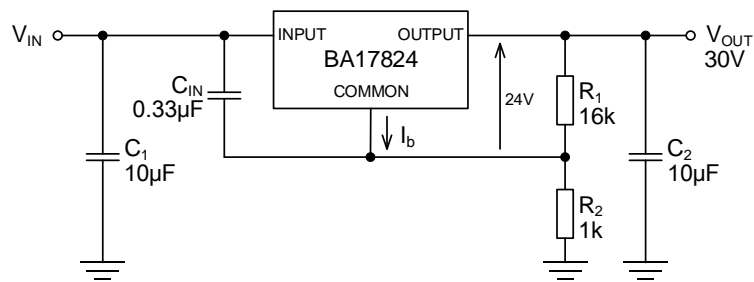 V_IN
INPUT
OUTPUT
BA17824
COMMON
V_OUT
30V
C_IN
0.33µF
I_b
24V
R_1
16k
C_1
10µF
C_2
10µF
R_2
1k